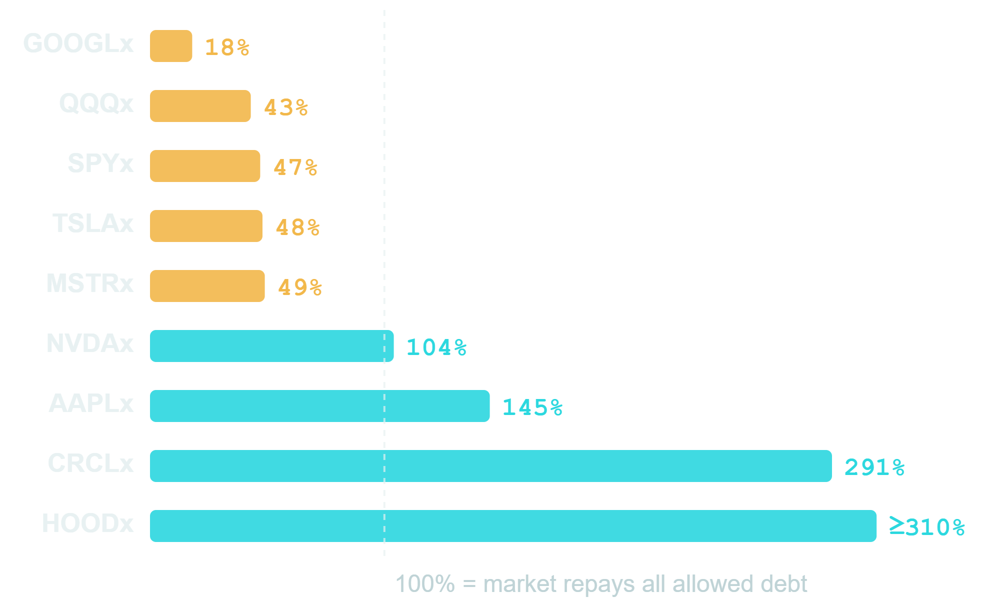 GOOGLx 18%
QQQx 43%
SPYx 47%
TSLAx 48%
MSTRx 49%
NVDAx 104%
AAPLx 145%
CRCLx 291%
HOODx ≥310%
100% = market repays all allowed debt